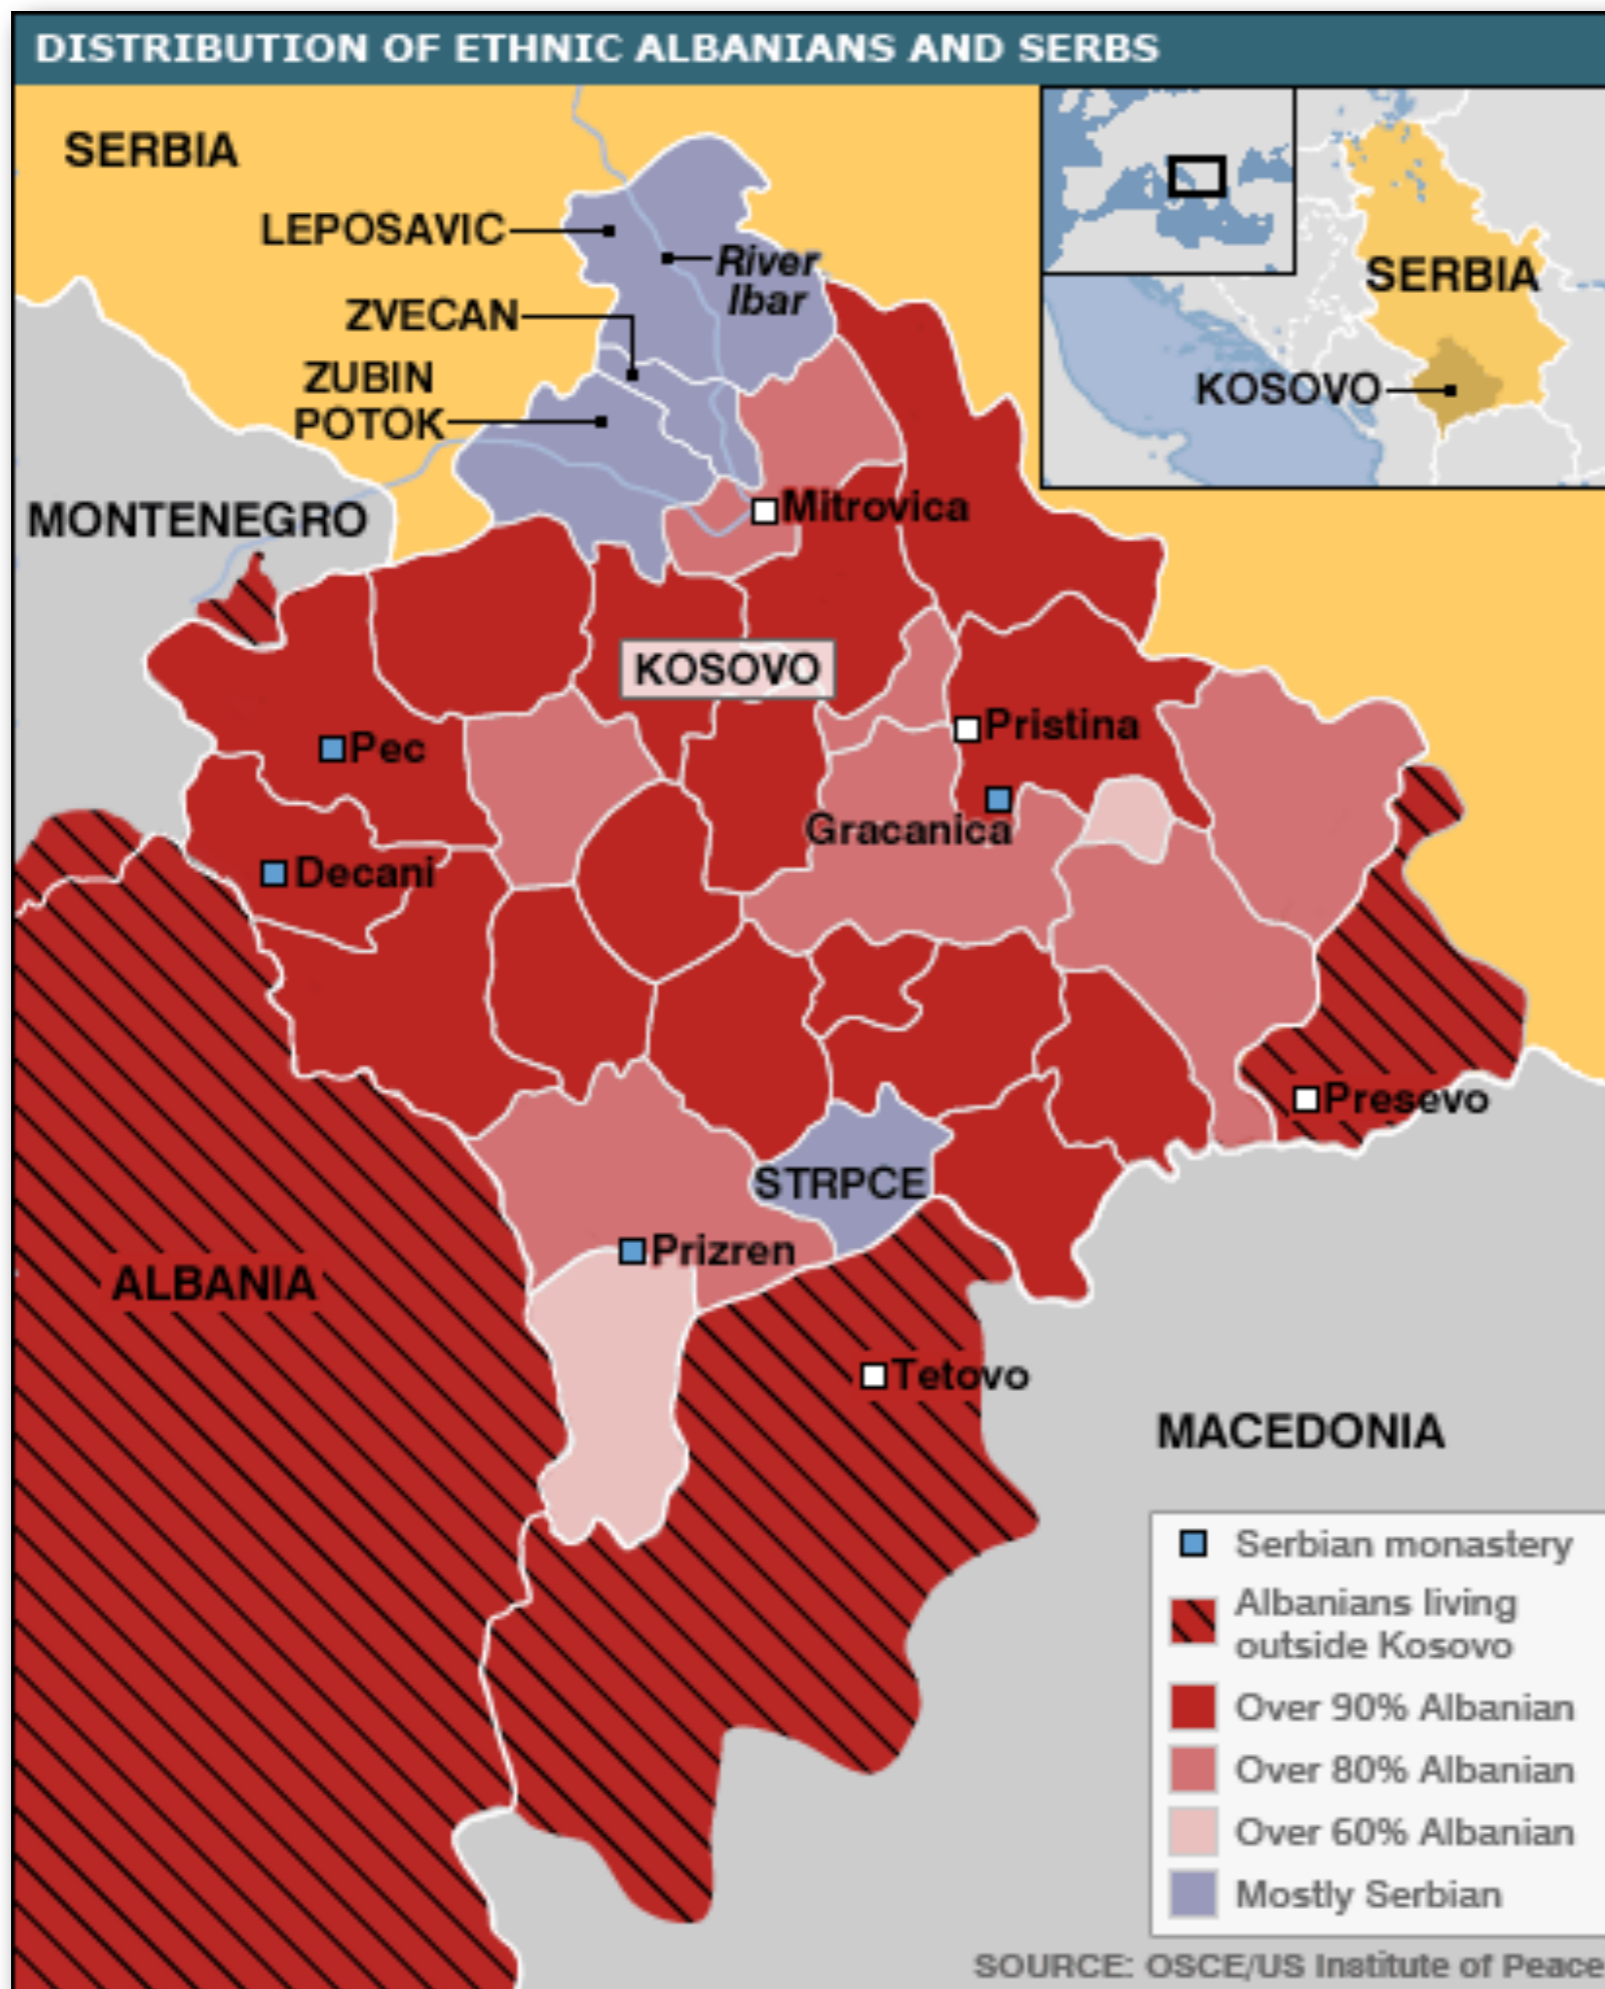 DISTRIBUTION OF ETHNIC ALBANIANS AND SERBS
SERBIA
LEPOSAVIC
River
Ibar
ZVECAN
ZUBIN
POTOK
SERBIA
KOSOVO
MONTENEGRO
Mitrovica
KOSOVO
Pec
Pristina
Gracanica
Decani
Presevo
STRPCE
Prizren
ALBANIA
Tetovo
MACEDONIA
Serbian monastery
Albanians living
outside Kosovo
Over 90% Albanian
Over 80% Albanian
Over 60% Albanian
Mostly Serbian
SOURCE: OSCE/US Institute of Peace